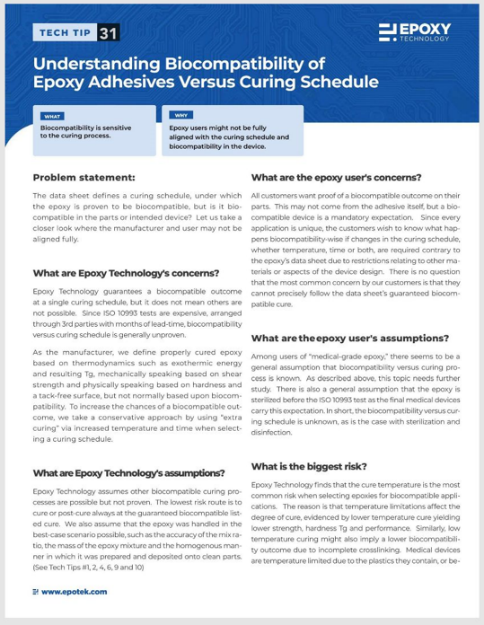 TECH TIP 31
EPOXY
TECHNOLOGY
Understanding Biocompatibility of
Epoxy Adhesives Versus Curing Schedule
WHAT
Biocompatibility is sensitive
to the curing process.
WHY
Epoxy users might not be fully
aligned with the curing schedule and
biocompatibility in the device.
Problem statement:
The data sheet defines a curing schedule, under which
the epoxy is proven to be biocompatible, but is it bio-
compatible in the parts or intended device? Let us take a
closer look where the manufacturer and user may not be
aligned fully.
What are Epoxy Technology's concerns?
Epoxy Technology guarantees a biocompatible outcome
at a single curing schedule, but it does not mean others are
not possible. Since ISO 10993 tests are expensive, arranged
through 3rd parties with months of lead-time, biocompatibility
versus curing schedule is generally unproven.
As the manufacturer, we define properly cured epoxy
based on thermodynamics such as exothermic energy
and resulting Tg, mechanically speaking based on shear
strength and physically speaking based on hardness and
a tack-free surface, but not normally based upon biocom-
patibility. To increase the chances of a biocompatible out-
come, we take a conservative approach by using "extra
curing" via increased temperature and time when select-
ing a curing schedule.
What are Epoxy Technology's assumptions?
Epoxy Technology assumes other biocompatible curing pro-
cesses are possible but not proven. The lowest risk route is to
cure or post-cure always at the guaranteed biocompatible list-
ed cure. We also assume that the epoxy was handled in the
best-case scenario possible, such as the accuracy of the mix ra-
tio, the mass of the epoxy mixture and the homogenous man-
ner in which it was prepared and deposited onto clean parts.
(See Tech Tips #1, 2, 4, 6, 9 and 10)
What are the epoxy user's concerns?
All customers want proof of a biocompatible outcome on their
parts. This may not come from the adhesive itself, but a bio-
compatible device is a mandatory expectation. Since every
application is unique, the customers wish to know what hap-
pens biocompatibility-wise if changes in the curing schedule,
whether temperature, time or both, are required contrary to
the epoxy's data sheet due to restrictions relating to other ma-
terials or aspects of the device design. There is no question
that the most common concern by our customers is that they
cannot precisely follow the data sheet's guaranteed biocom-
patible cure.
What are the epoxy user's assumptions?
Among users of "medical-grade epoxy," there seems to be a
general assumption that biocompatibility versus curing pro-
cess is known. As described above, this topic needs further
study. There is also a general assumption that the epoxy is
sterilized before the ISO 10993 test as the final medical devices
carry this expectation. In short, the biocompatibility versus cur-
ing schedule is unknown, as is the case with sterilization and
disinfection.
What is the biggest risk?
Epoxy Technology finds that the cure temperature is the most
common risk when selecting epoxies for biocompatible appli-
cations. The reason is that temperature limitations affect the
degree of cure, evidenced by lower temperature cure yielding
lower strength, hardness Tg and performance. Similarly, low
temperature curing might also imply a lower biocompatibili-
ty outcome due to incomplete crosslinking. Medical devices
are temperature limited due to the plastics they contain, or be-
www.epotek.com